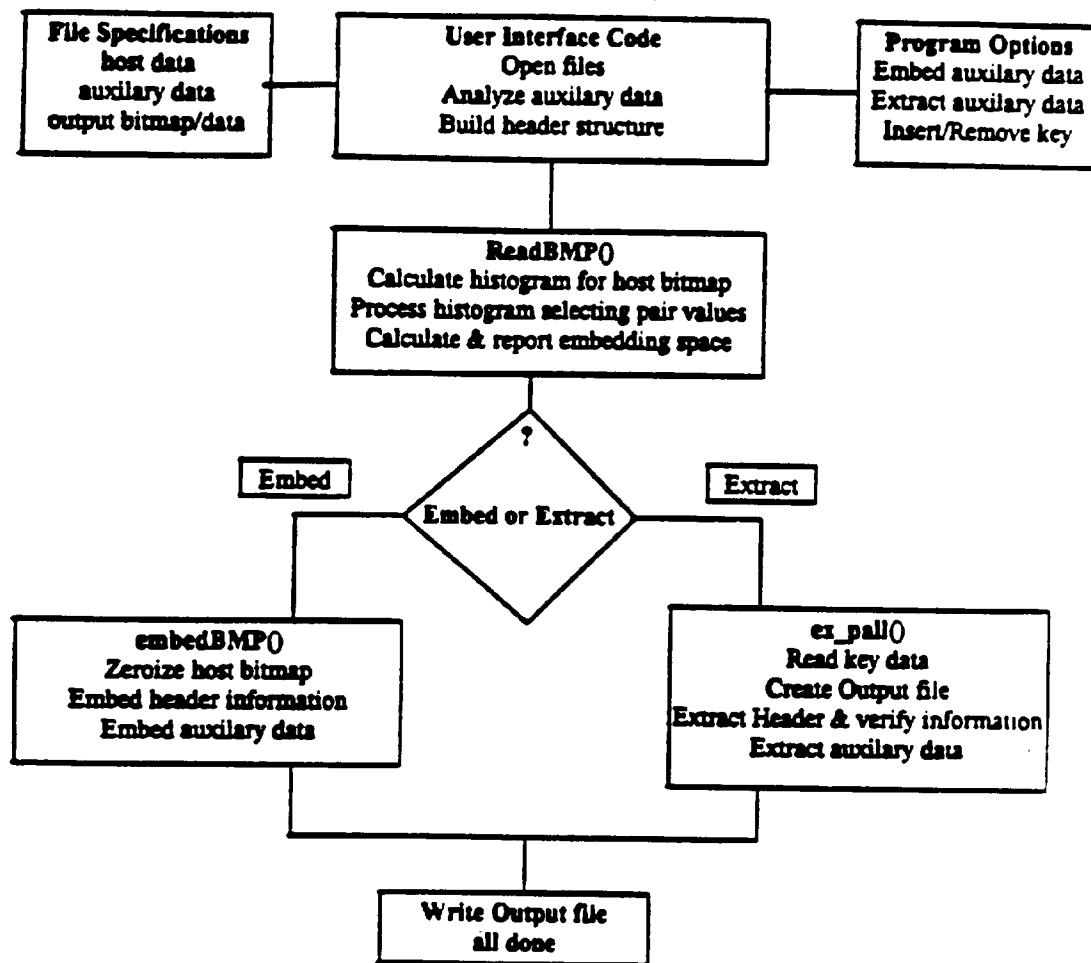 File Specifications
host data
auxilary data
output bitmap/data
User Interface Code
Open files
Analyze auxilary data
Build header structure
Program Options
Embed auxilary data
Extract auxilary data
Insert/Remove key
ReadBMP()
Calculate histogram for host bitmap
Process histogram selecting pair values
Calculate & report embedding space
?
Embed
Extract
Embed or Extract
embedBMP()
Zeroize host bitmap
Embed header information
Embed auxilary data
ex_pall()
Read key data
Create Output file
Extract Header & verify information
Extract auxilary data
Write Output file
all done